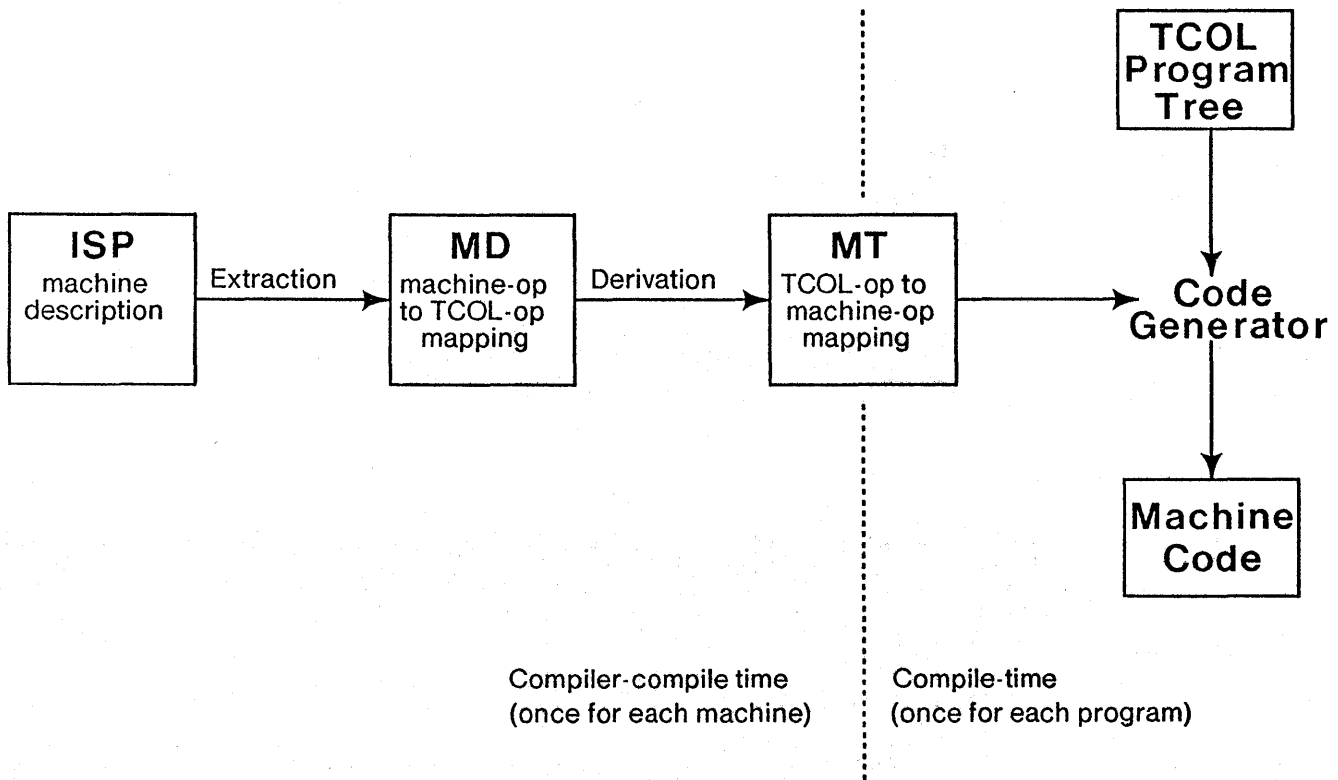 TCOL
Program
Tree
ISP
machine
description
Extraction
MD
machine-op
to TCOL-op
mapping
Derivation
MT
TCOL-op to
machine-op
mapping
Code
Generator
Machine
Code
Compiler-compile time
(once for each machine)
Compile-time
(once for each program)